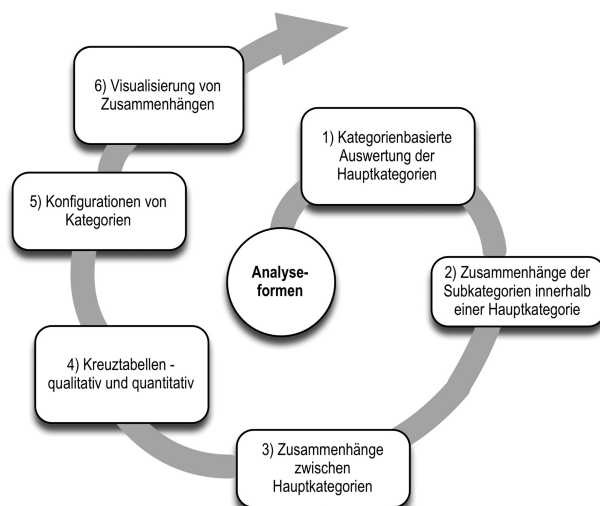 Analyse-
formen
1) Kategorienbasierte
Auswertung der
Hauptkategorien
2) Zusammenhänge der
Subkategorien innerhalb
einer Hauptkategorie
3) Zusammenhänge
zwischen
Hauptkategorien
4) Kreuztabellen -
qualitativ und quantitativ
5) Konfigurationen von
Kategorien
6) Visualisierung von
Zusammenhängen